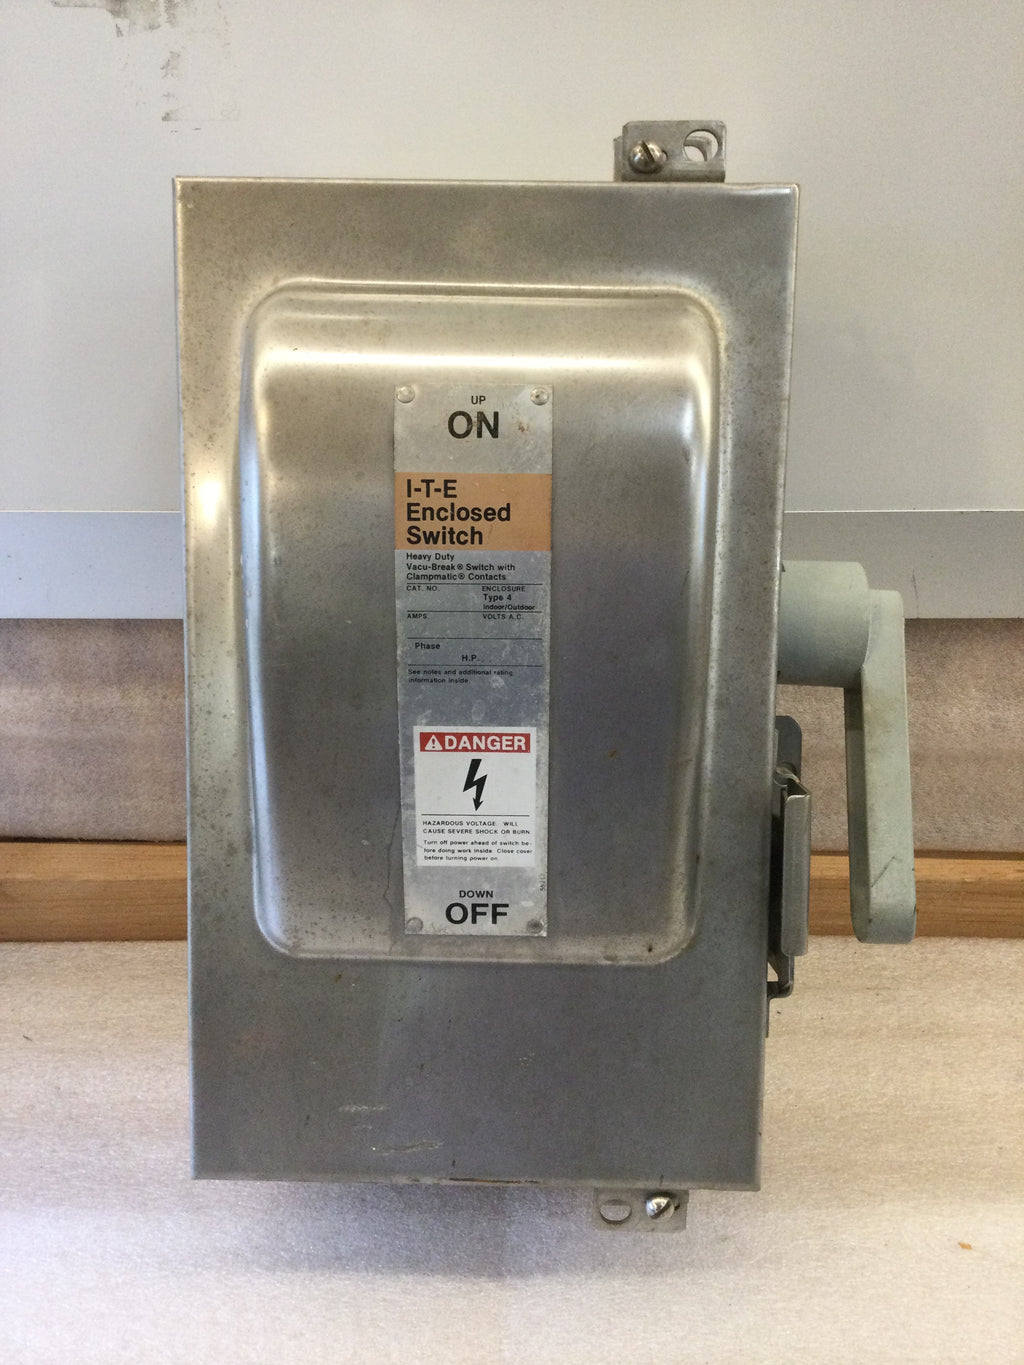 UP
ON
I-T-E
Enclosed
Switch
Heavy Duty
Vacu-Break® Switch with
Clampmatic® Contacts
CAT. NO. ENCLOSURE
Type 4
Indoor/Outdoor
AMPS VOLTS A.C.
Phase
H.P.
See notes and additional rating
information inside.
DANGER
HAZARDOUS VOLTAGE. WILL
CAUSE SEVERE SHOCK OR BURN.
Turn off power ahead of switch be-
fore doing work inside. Close cover
before turning power on.
DOWN
OFF